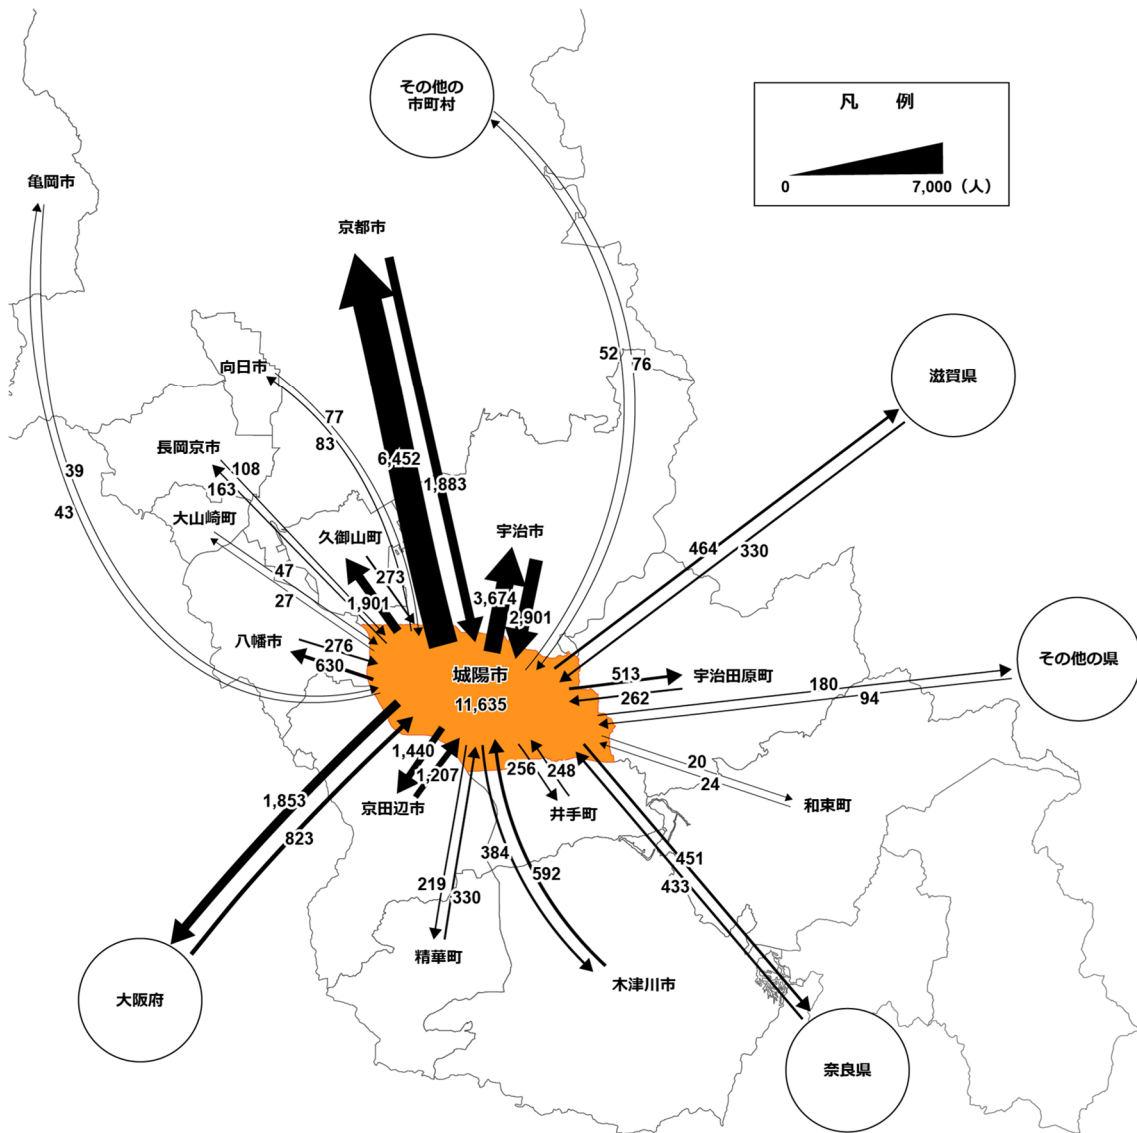 その他の
市町村
凡 例
0
7,000（人）
亀岡市
京都市
向日市
77
83
52
76
滋賀県
長岡京市
108
163
39
43
6,452
1,883
大山崎町
久御山町
273
1,901
宇治市
3,674
2,901
464
330
47
27
八幡市
276
630
城陽市
11,635
513
262
宇治田原町
180
94
その他の県
1,440
1,207
京田辺市
256
248
井手町
20
24
和束町
1,853
823
384
592
451
433
219
330
精華町
木津川市
大阪府
奈良県